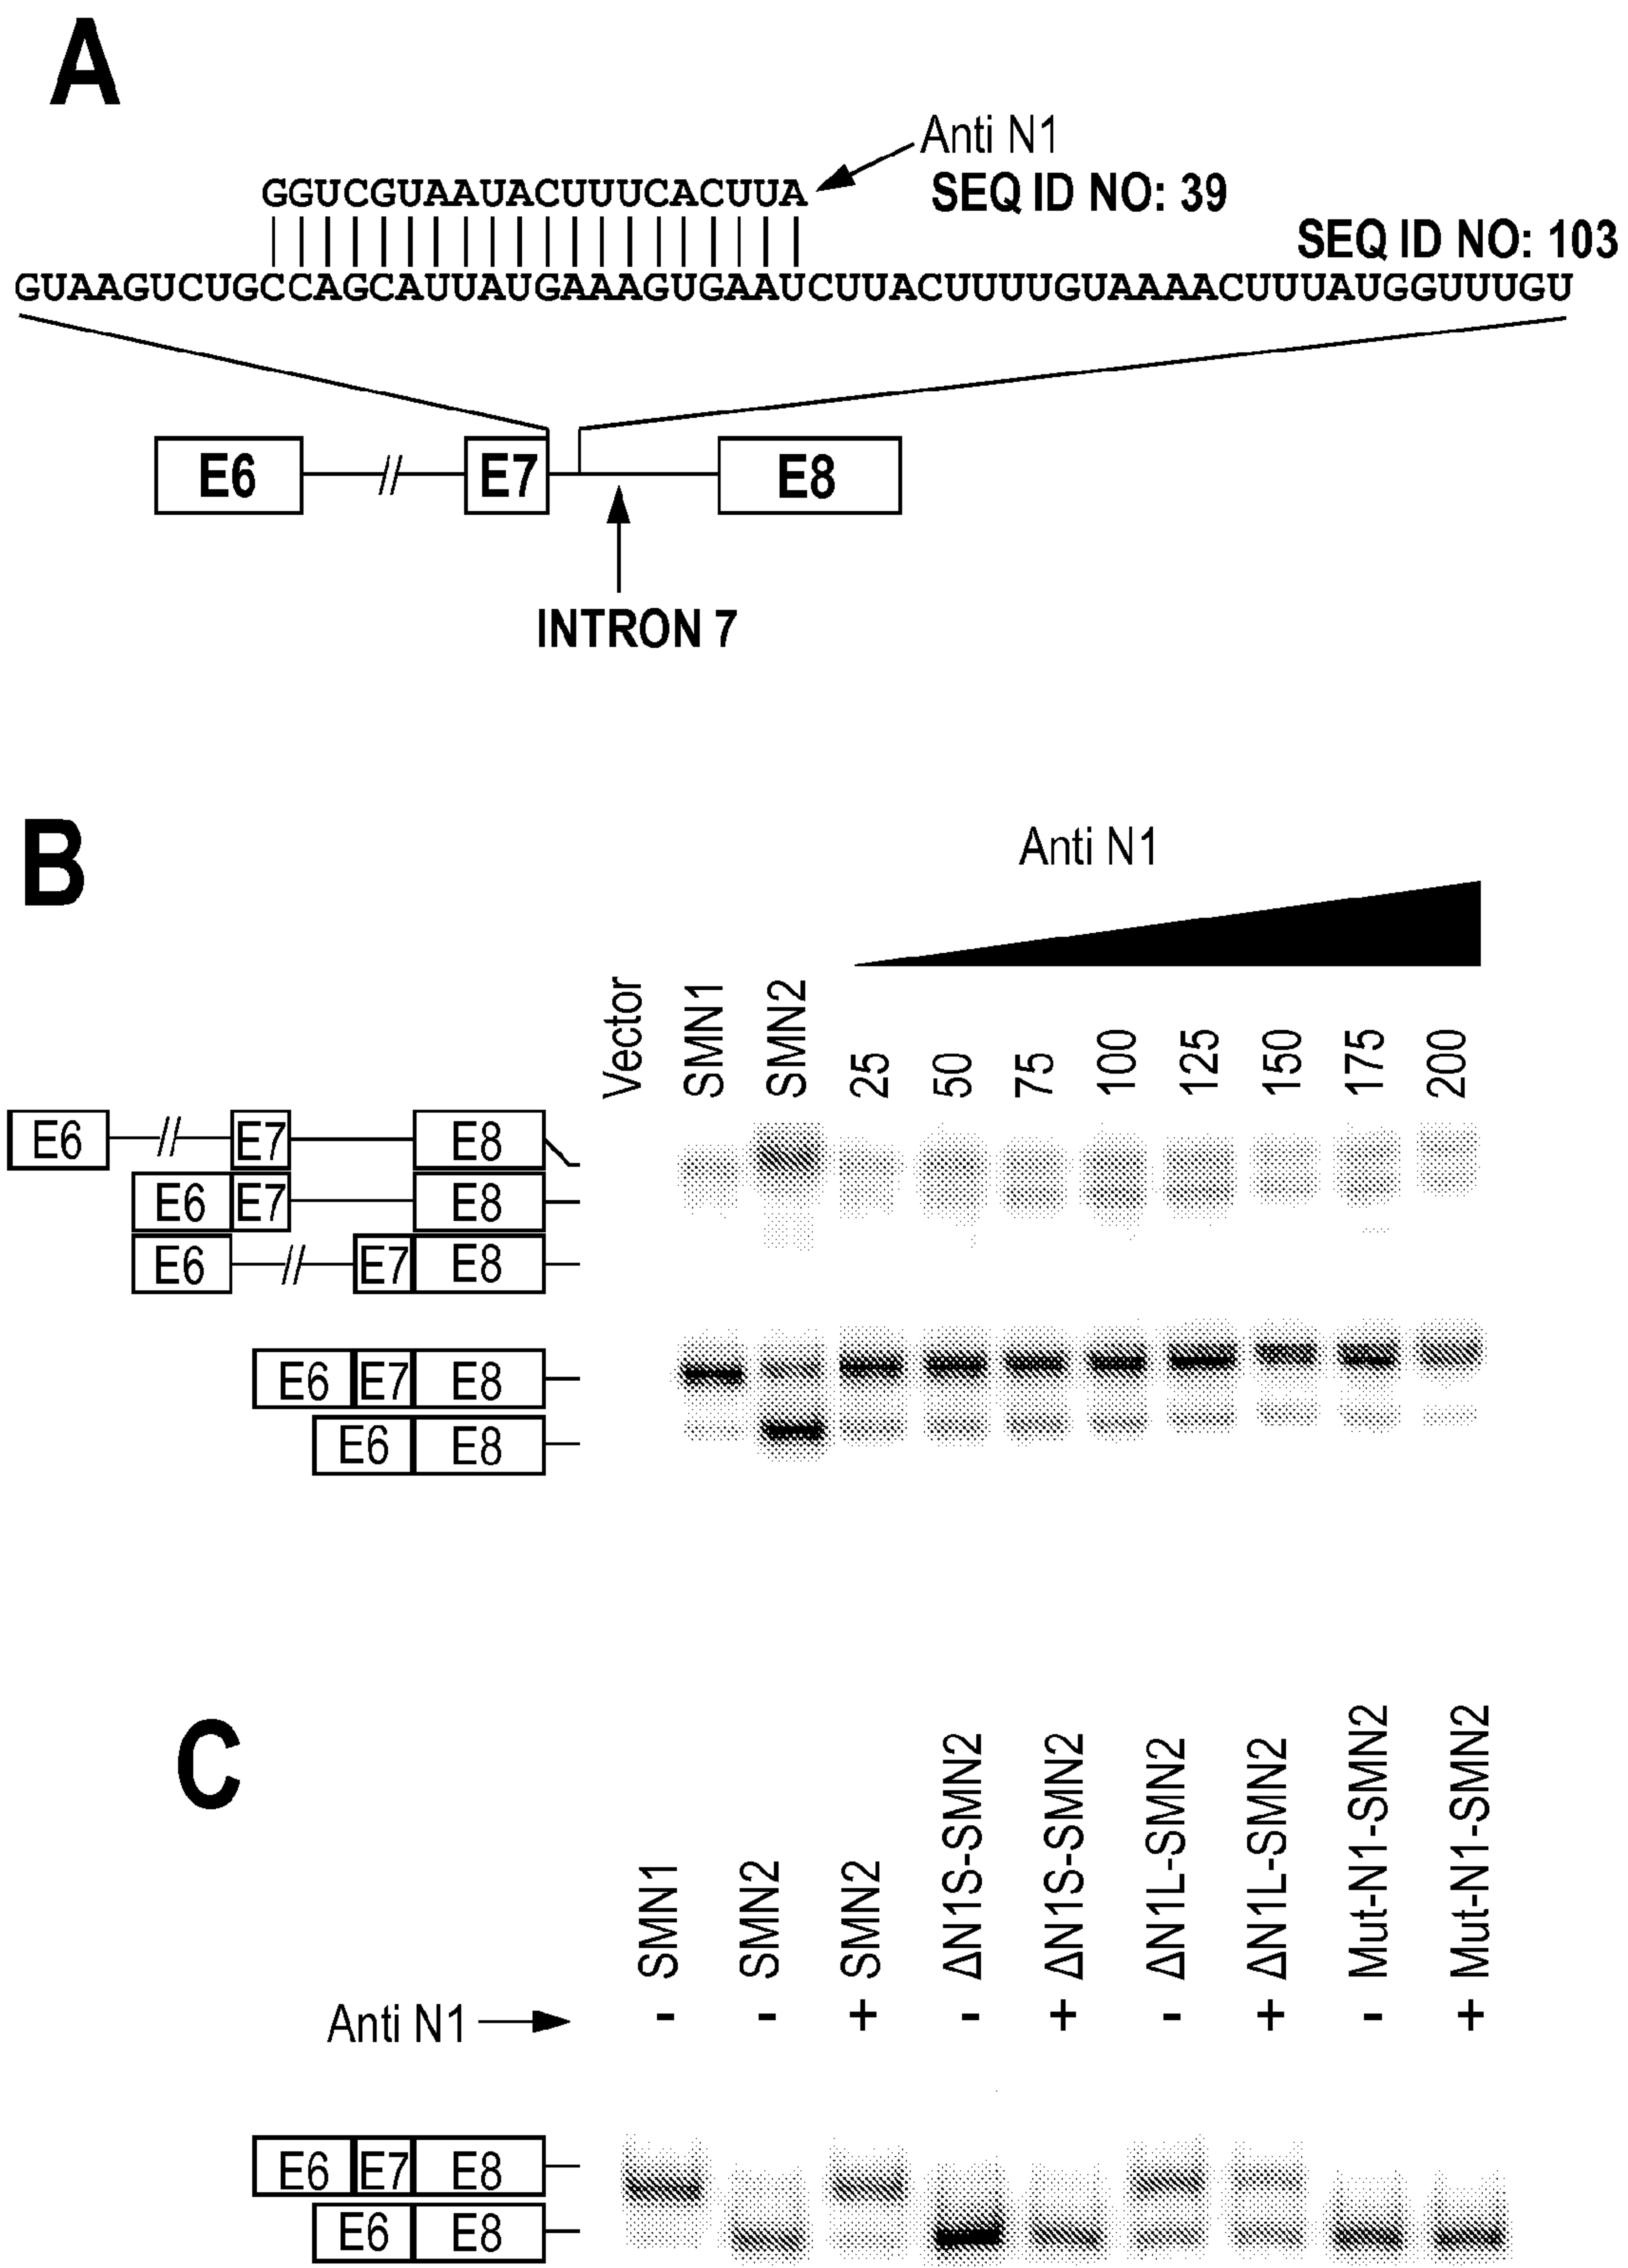 A
Anti N1
GGUCGUAAUACUUUCACUUA
SEQ ID NO: 39
SEQ ID NO: 103
GUAAGUCUGCCAGCAUUAUGAAAGUGAAUCUUACUUUUGUAAAACUUUAUGGUUUGU
E6 // E7 E8
INTRON 7
B
Anti N1
Vector SMN1 SMN2 25 50 75 100 125 150 175 200
E6 // E7 E8
E6 E7 E8
E6 // E7 E8
E6 E7 E8
E6 E8
C
SMN1 SMN2 SMN2 ΔN1S-SMN2 ΔN1S-SMN2 ΔN1L-SMN2 ΔN1L-SMN2 Mut-N1-SMN2 Mut-N1-SMN2
Anti N1 - - + - + - + - +
E6 E7 E8
E6 E8